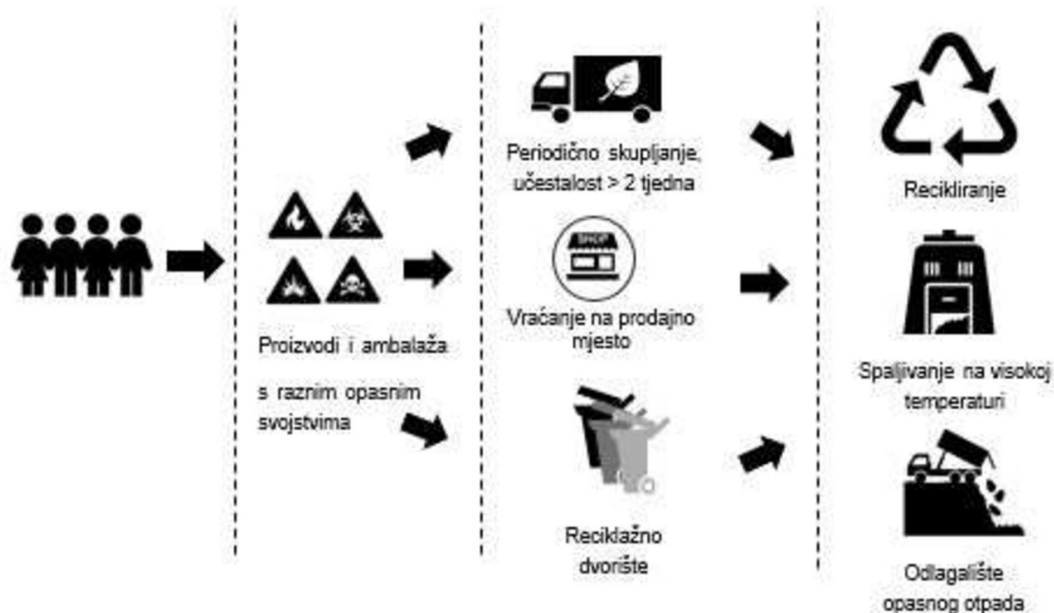 Proizvodi i ambalaža
s raznim opasnim
svojstvima
Periodično skupljanje,
učestalost > 2 tjedna
SHOP
Vraćanje na prodajno
mjesto
Reciklažno
dvorište
Recikliranje
Spaljivanje na visokoj
temperaturi
Odlagalište
opasnog otpada